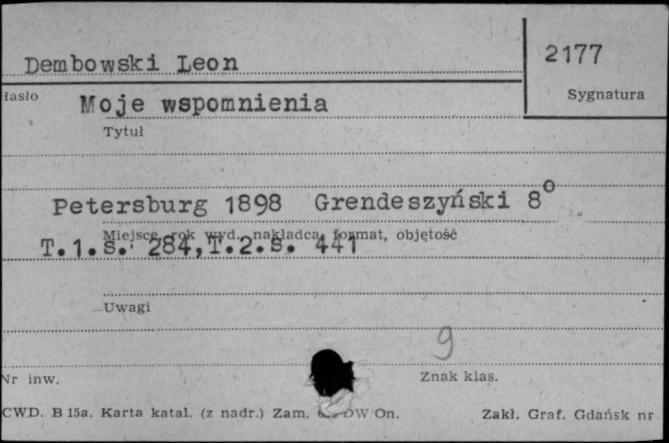 Dembowski Leon
2177
Hasło
Sygnatura
Moje wspomnienia
Tytuł
Petersburg 1898 Grendeszyński 8°
Miejsce, rok wyd., nakładca, format, objętość
T.1.s. 284, T.2.s. 441
Uwagi
9
Nr inw.
Znak klas.
CWD. B 15a. Karta katal. (z nadr.) Zam. DW On.
Zakł. Graf. Gdańsk nr